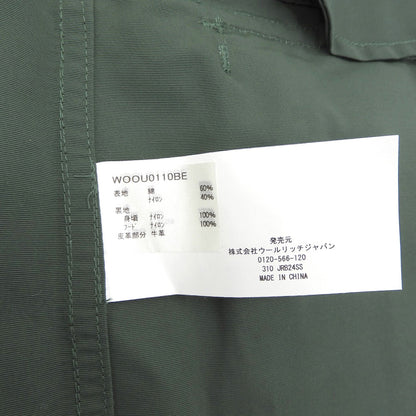 WOOU0110BE
表地 綿 60%
ナイロン 40%
裏地
身頃 ナイロン 100%
フード ナイロン 100%
皮革部分 牛革
発売元
株式会社ウールリッチジャパン
0120-566-120
310 JRB24SS
MADE IN CHINA